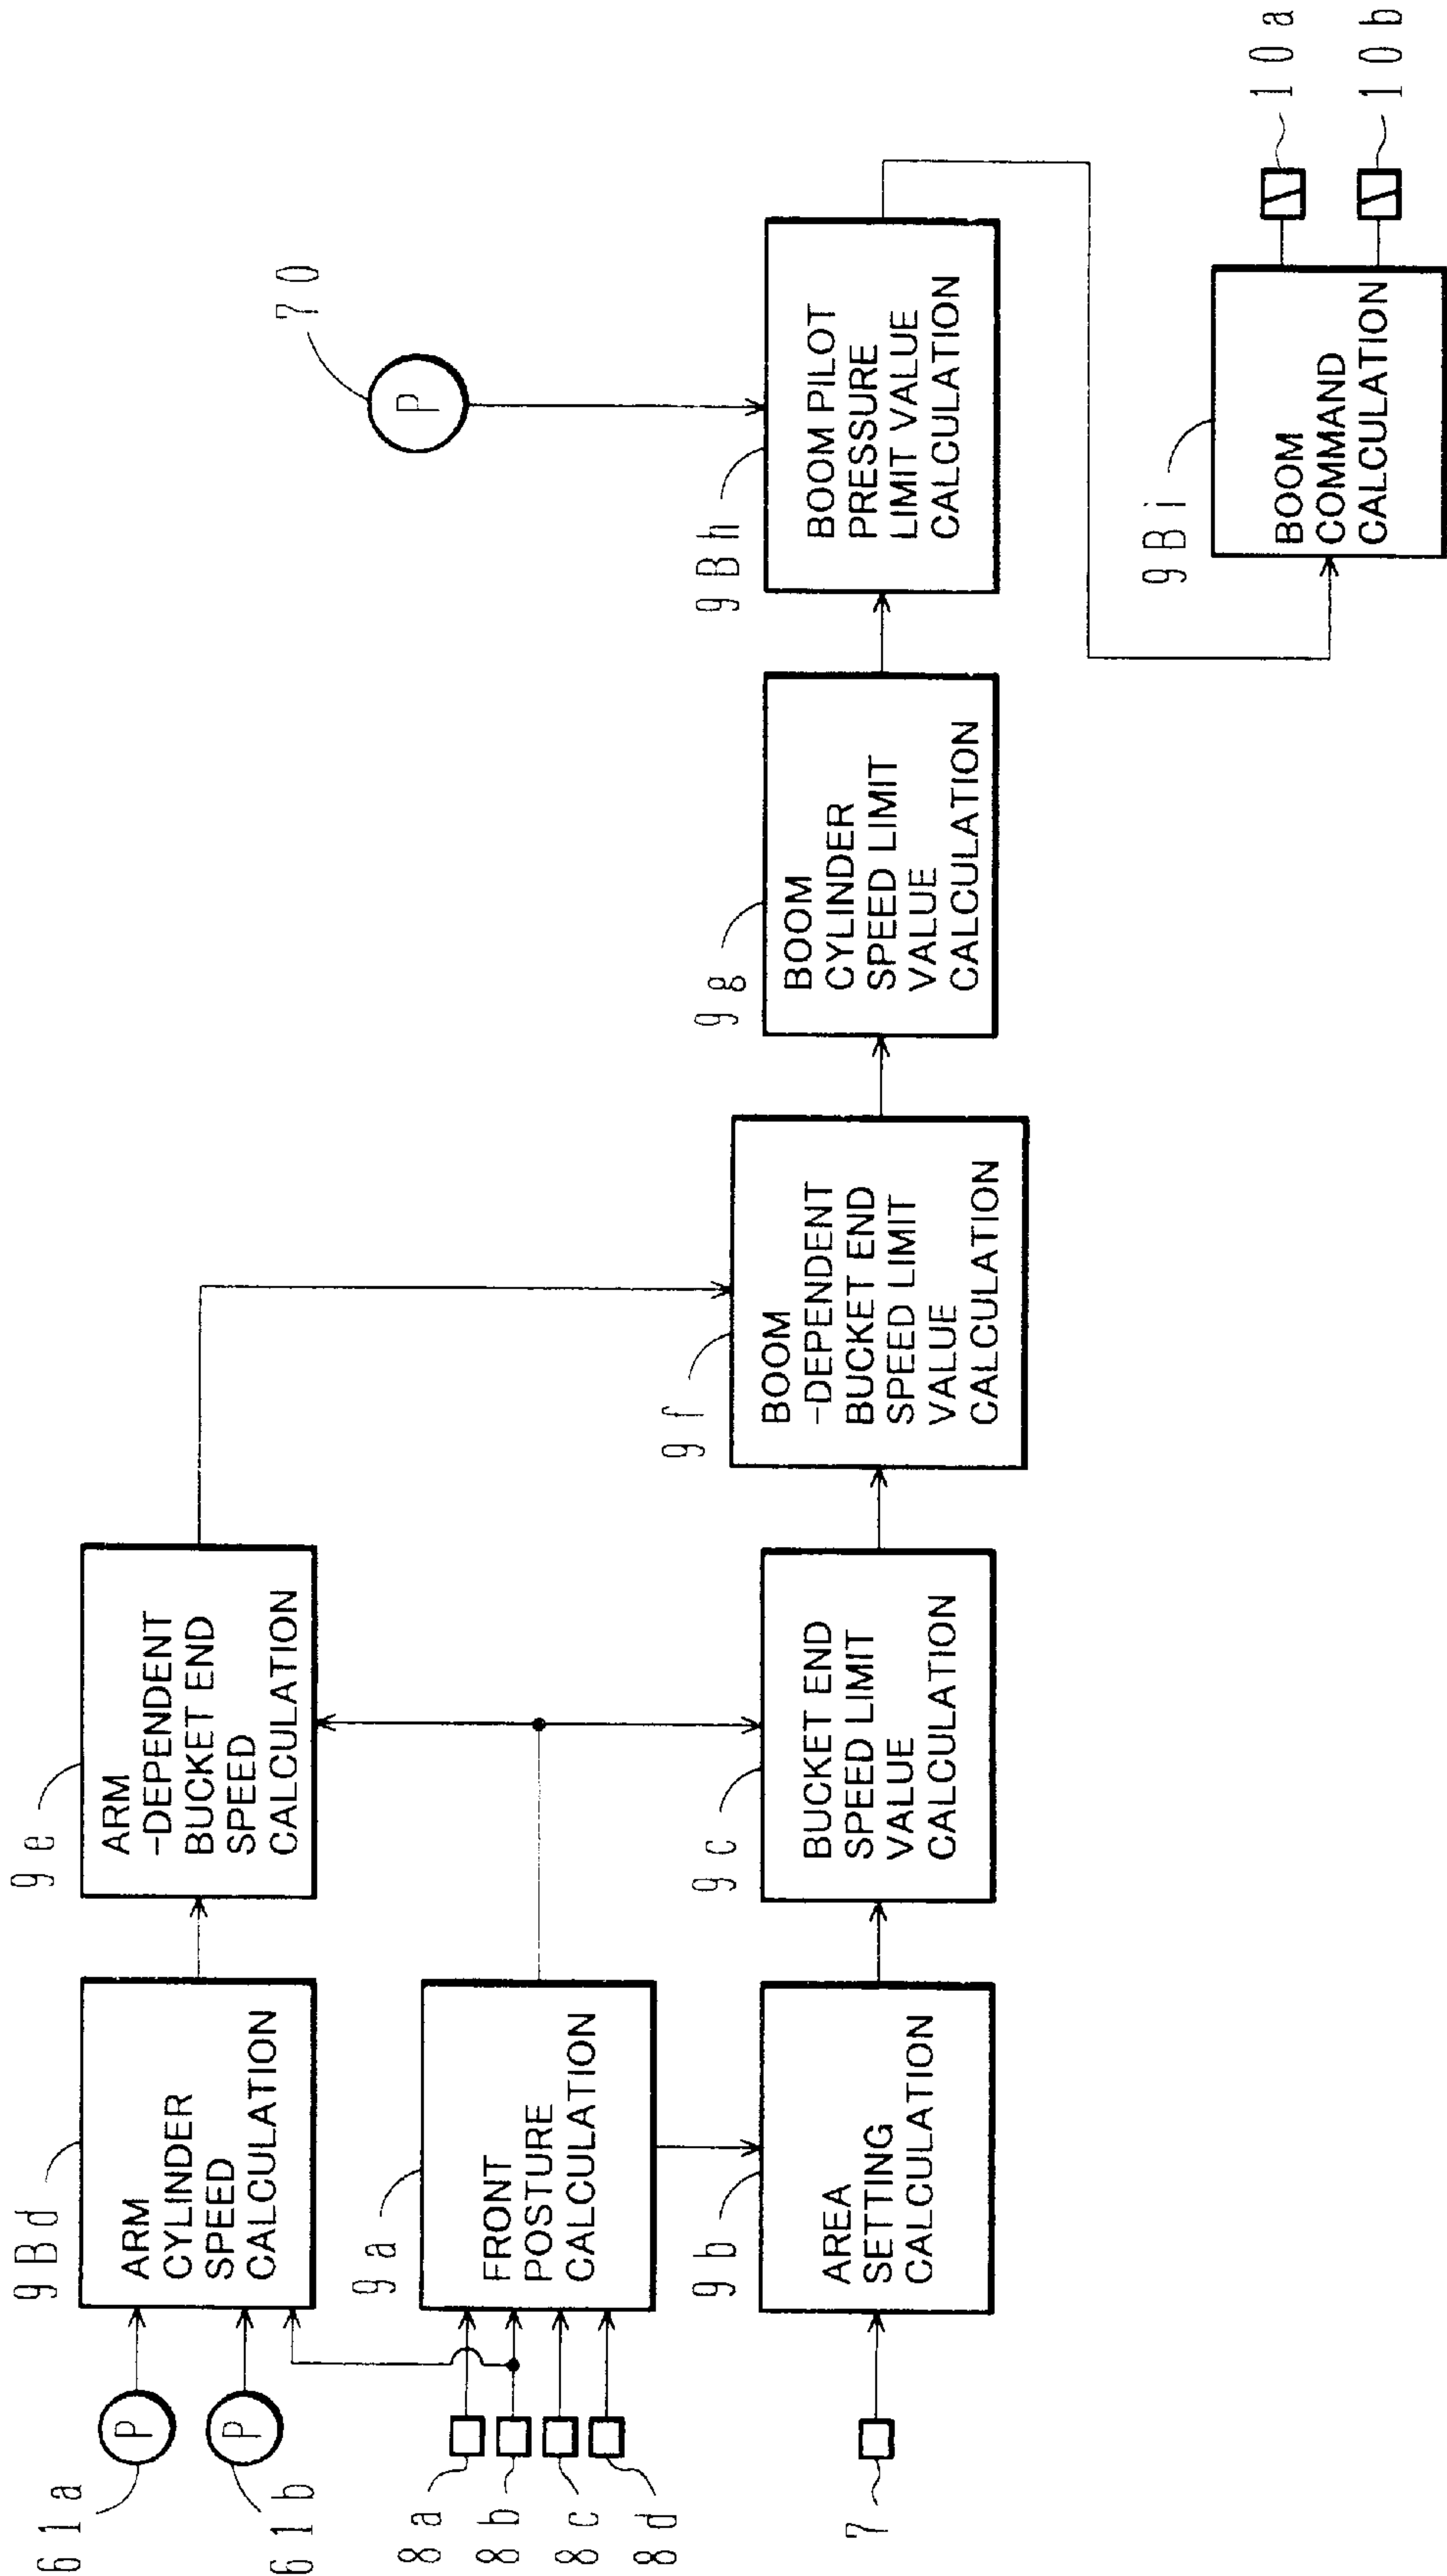 61a
P
61b
P
9Bd
ARM
CYLINDER
SPEED
CALCULATION
9e
ARM
-DEPENDENT
BUCKET END
SPEED
CALCULATION
8a
8b
8c
8d
9a
FRONT
POSTURE
CALCULATION
7
9b
AREA
SETTING
CALCULATION
9c
BUCKET END
SPEED LIMIT
VALUE
CALCULATION
9f
BOOM
-DEPENDENT
BUCKET END
SPEED LIMIT
VALUE
CALCULATION
9g
BOOM
CYLINDER
SPEED LIMIT
VALUE
CALCULATION
70
P
9Bh
BOOM PILOT
PRESSURE
LIMIT VALUE
CALCULATION
9Bi
BOOM
COMMAND
CALCULATION
10a
10b